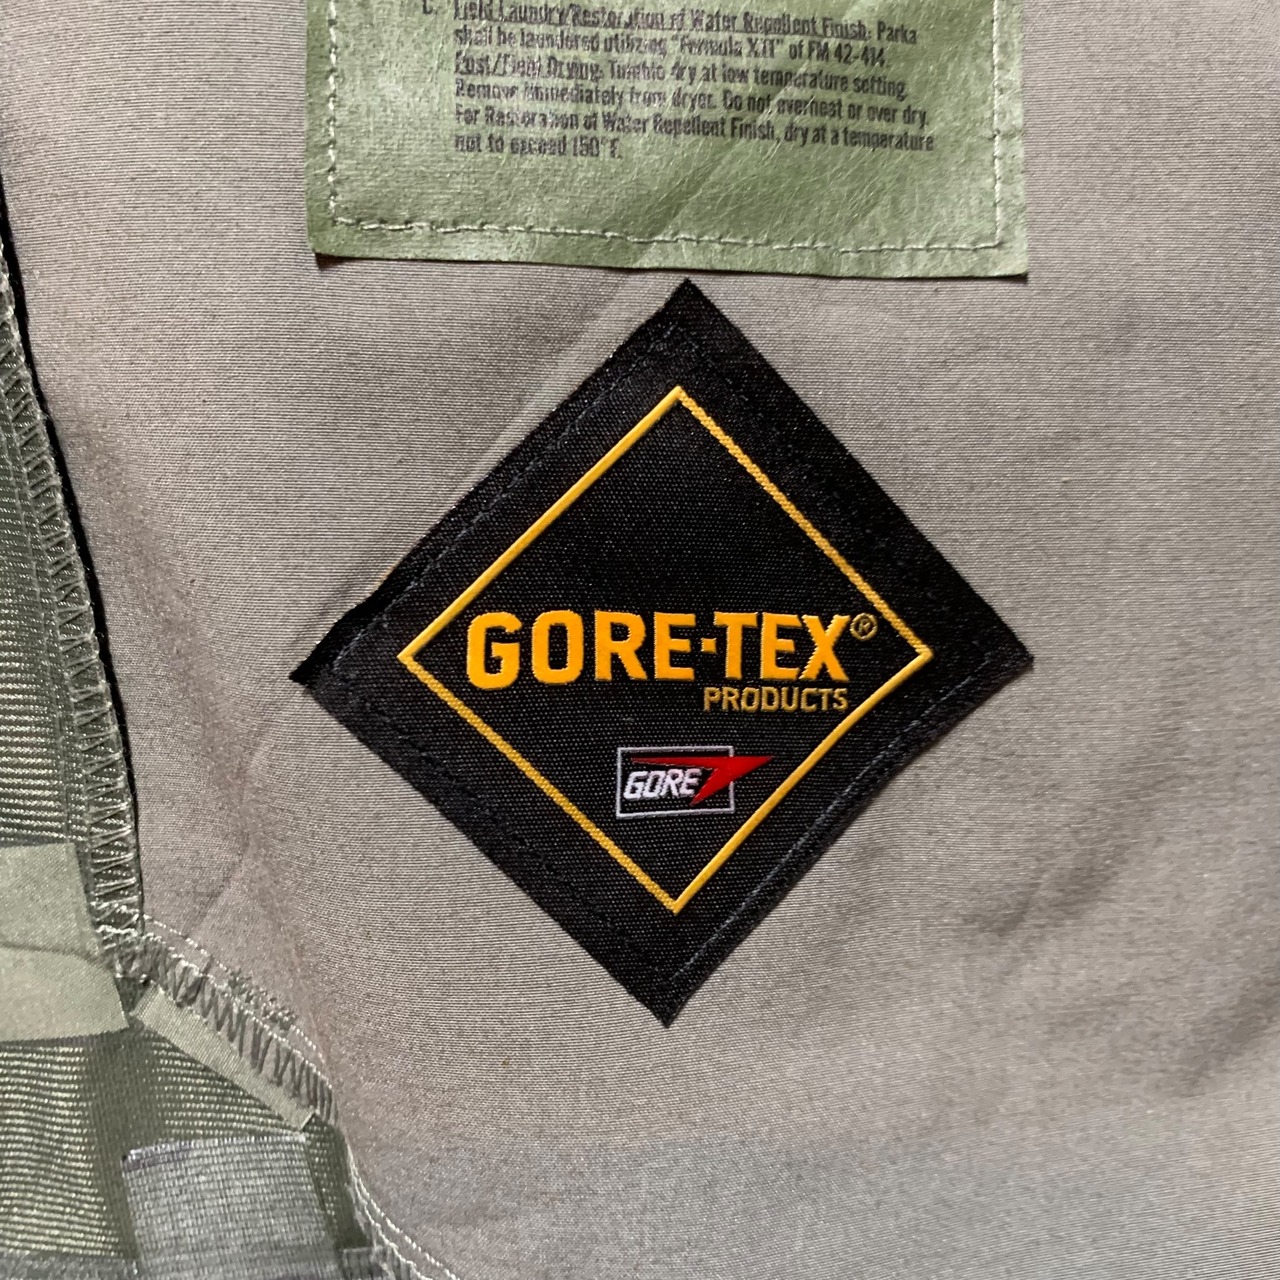 C. Field Laundry/Restoration of Water Repellent Finish: Parka
shall be laundered utilizing "Formula XII" of FM 42-414.
Post/Field Drying: Tumble dry at low temperature setting.
Remove immediately from dryer. Do not overheat or over dry.
For Restoration of Water Repellent Finish, dry at a temperature
not to exceed 150°F.
GORE-TEX®
PRODUCTS
GORE